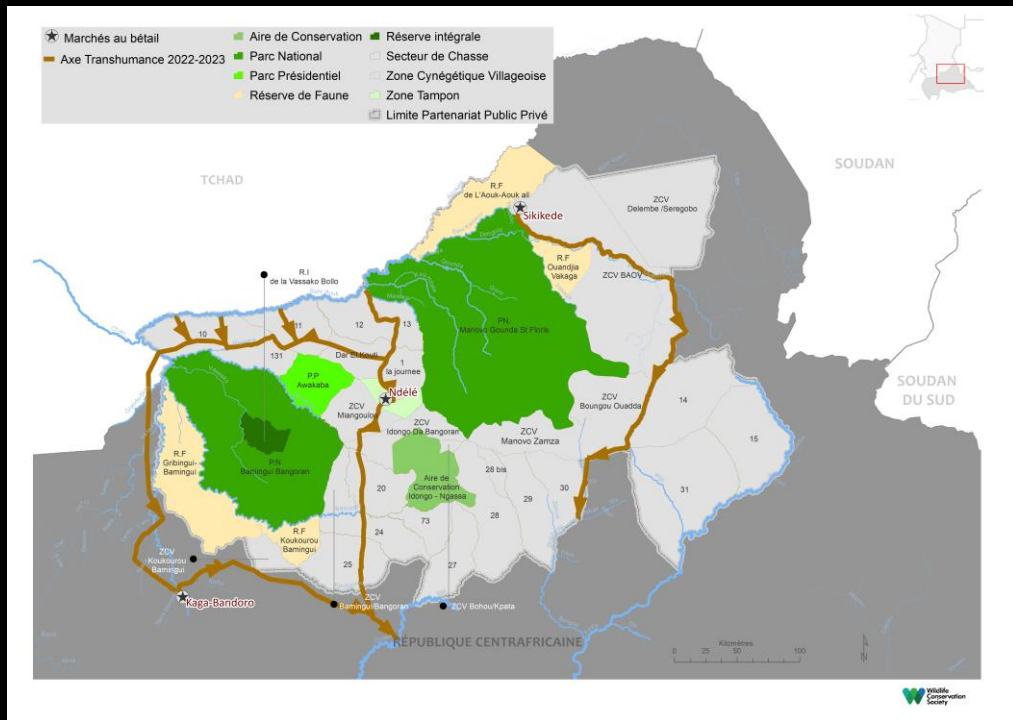 Marchés au bétail
Axe Transhumance 2022-2023
Aire de Conservation
Parc National
Parc Présidentiel
Réserve de Faune
Réserve intégrale
Secteur de Chasse
Zone Cynégétique Villageoise
Zone Tampon
Limite Partenariat Public Privé
SOUDAN
TCHAD
R.F
de L'Aouk-Aouk ali
ZCV
Delembe /Seregobo
Sikikede
R.F
Ouandjia
Vakaga
ZCV BAOV
R.I
de la Vassako Bollo
PN
Manovo Gounda St Floris
10
11
12
13
131
Dar El Kouti
1
la journee
P.P
Awakaba
Ndélé
SOUDAN
DU SUD
ZCV
Miangoulou
ZCV
Idongo Da Bangoran
ZCV
Boungou Ouadda
14
ZCV
Manovo Zamza
15
R.F
Gribingui-
Bamingui
P.N
Bamingui Bangoran
Aire de
Conservation
Idongo - Ngassa
28 bis
20
30
31
29
28
73
24
R.F
Koukourou
Bamingui
ZCV
Koukourou
Bamingui
25
27
Kaga-Bandoro
ZCV
Bamingui/Bangoran
ZCV Bohou/Kpata
RÉPUBLIQUE CENTRAFRICAINE
Kilomètres
0 25 50 100
N
Wildlife
Conservation
Society